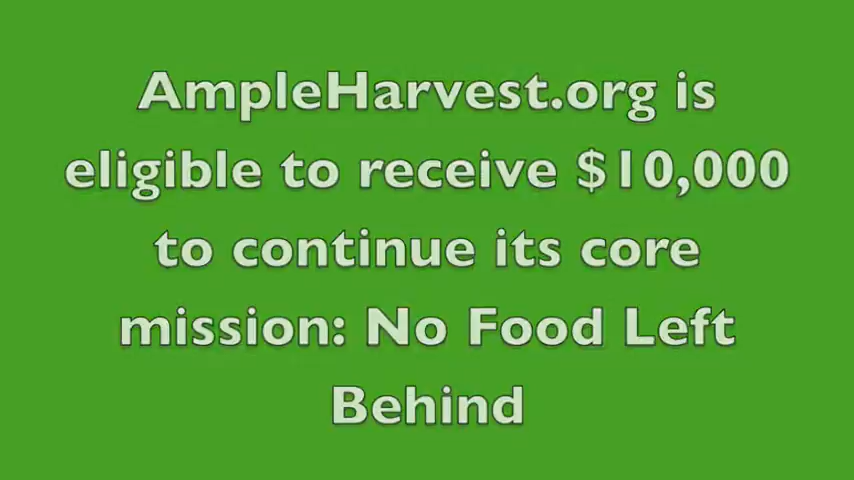 AmpleHarvest.org is
eligible to receive $10,000
to continue its core
mission: No Food Left
Behind